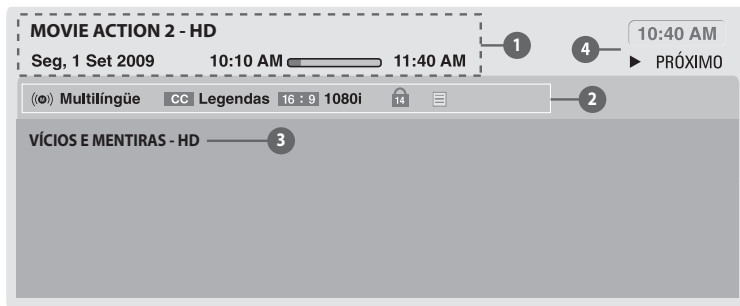 MOVIE ACTION 2 - HD
Seg, 1 Set 2009 10:10 AM 11:40 AM
1
10:40 AM
4
► PRÓXIMO
Multilíngüe CC Legendas 16 : 9 1080i 14
2
VÍCIOS E MENTIRAS - HD
3